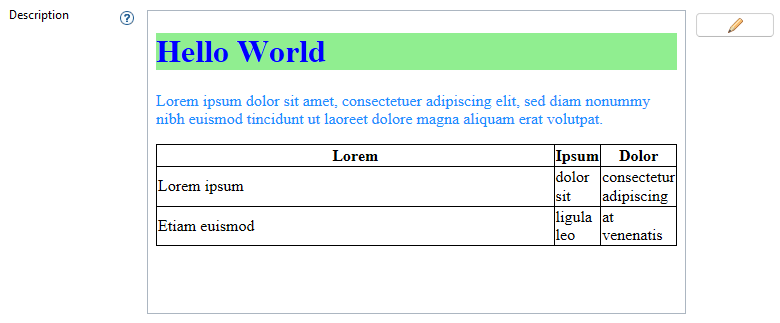 Description
Hello World
Lorem ipsum dolor sit amet, consectetuer adipiscing elit, sed diam nonummy
nibh euismod tincidunt ut laoreet dolore magna aliquam erat volutpat.
Lorem Ipsum Dolor
Lorem ipsum dolor sit consectetur adipiscing
Etiam euismod ligula leo at venenatis